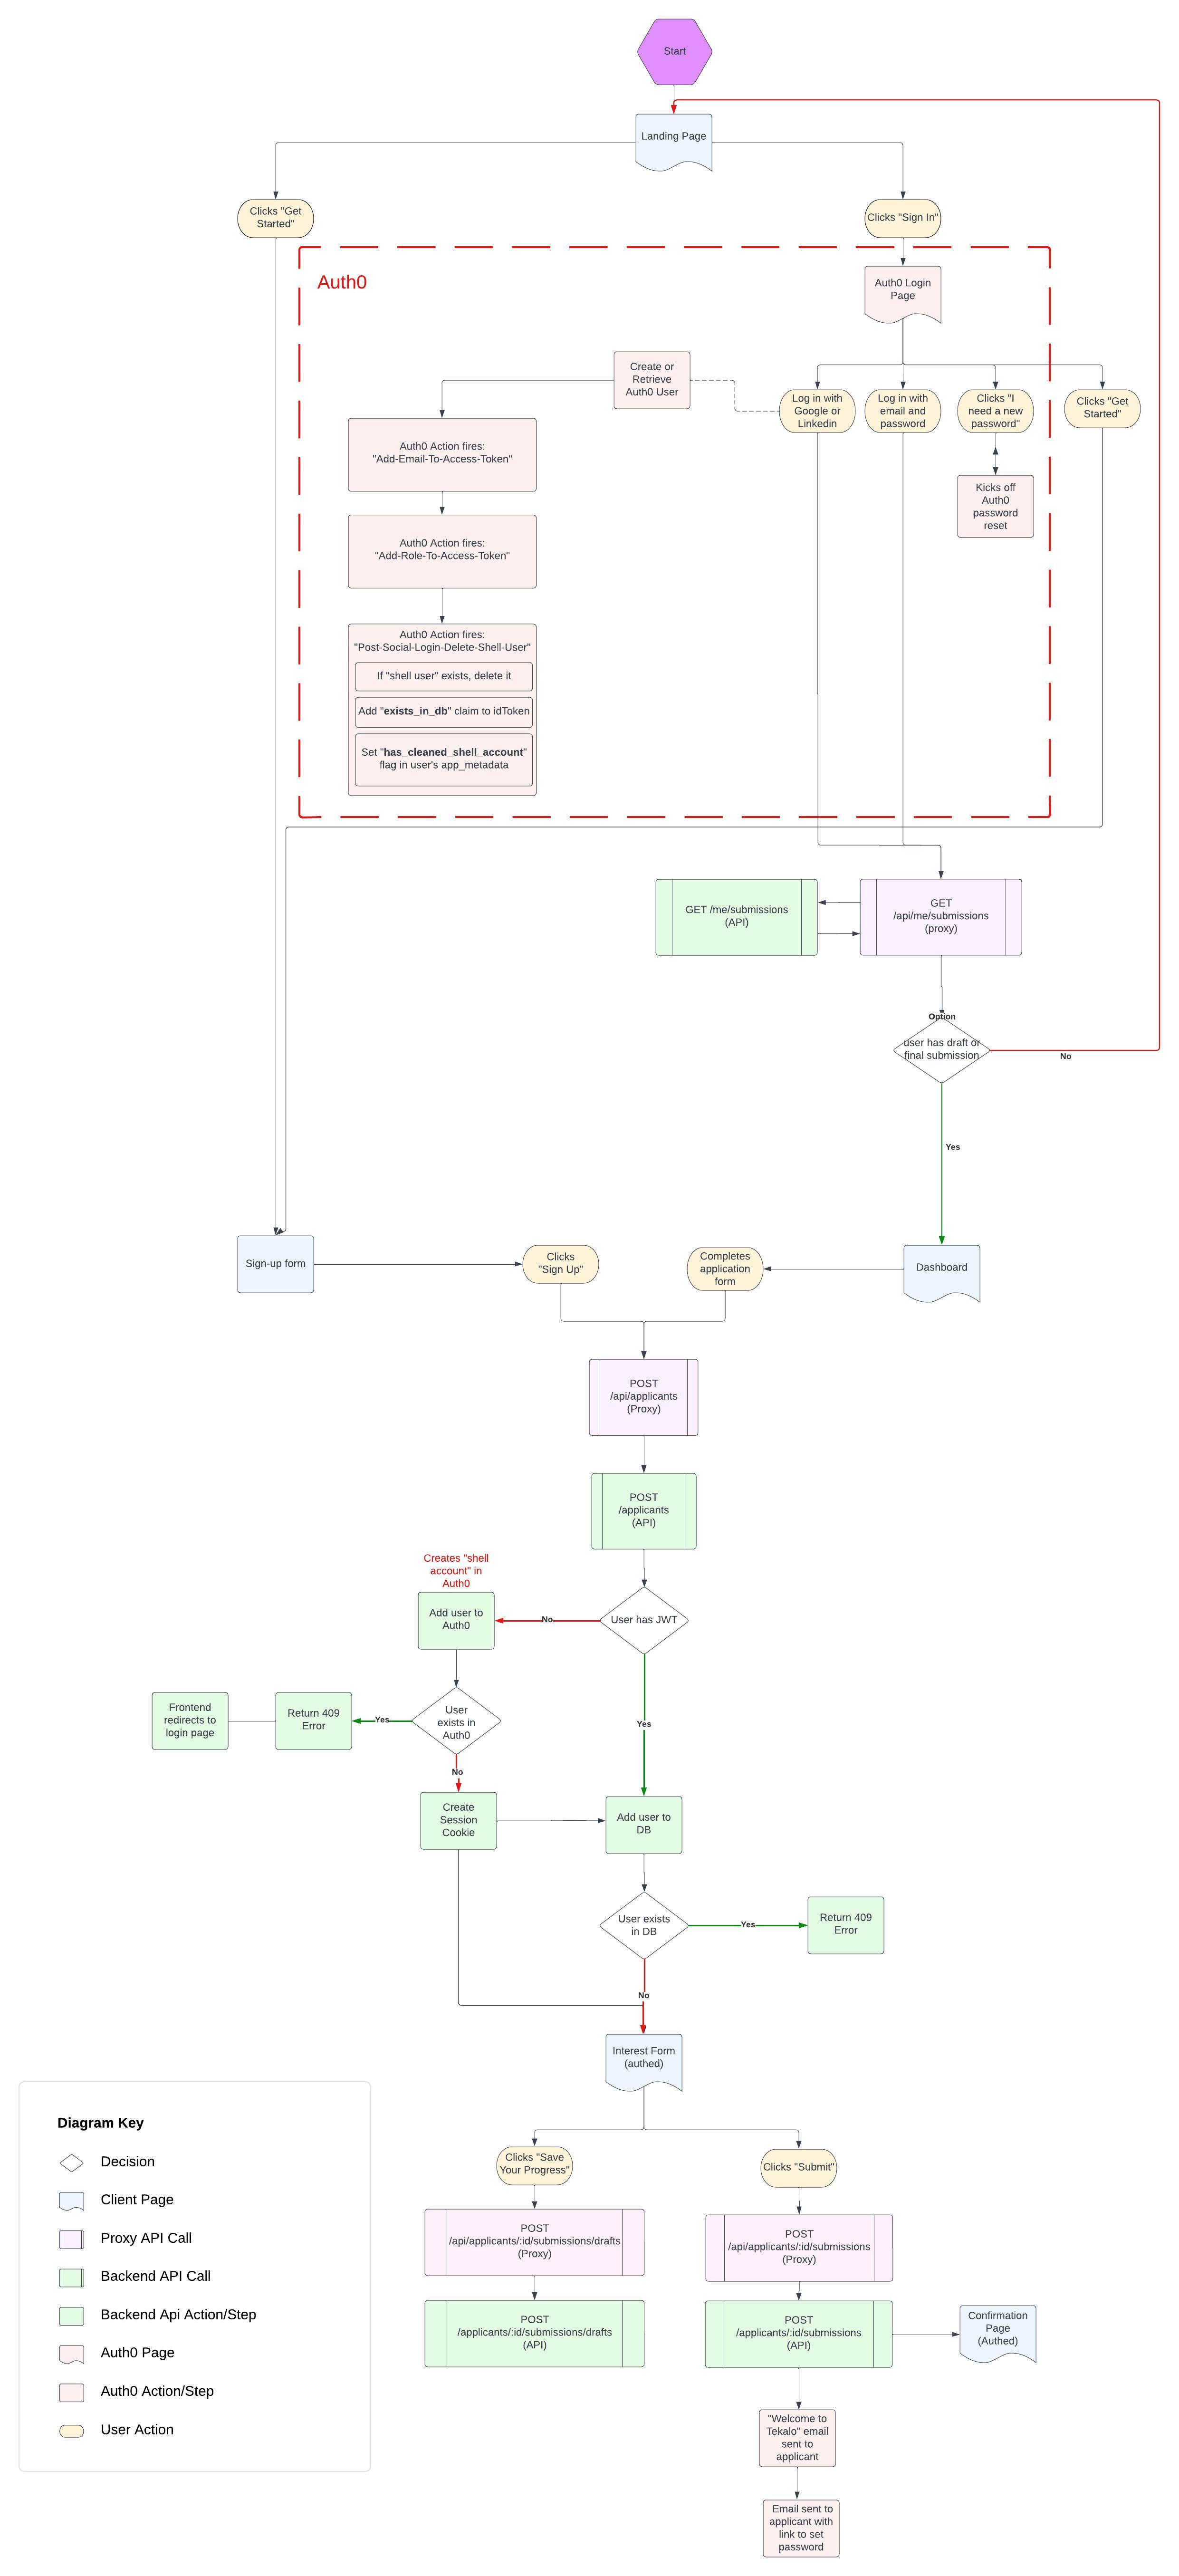 Start
Landing Page
Clicks "Get
Started"
Clicks "Sign In"
Auth0
Auth0 Login
Page
Create or
Retrieve
Auth0 User
Log in with
Google or
Linkedin
Log in with
email and
password
Clicks "I
need a new
password"
Clicks "Get
Started"
Auth0 Action fires:
"Add-Email-To-Access-Token"
Kicks off
Auth0
password
reset
Auth0 Action fires:
"Add-Role-To-Access-Token"
Auth0 Action fires:
"Post-Social-Login-Delete-Shell-User"
If "shell user" exists, delete it
Add "exists_in_db" claim to idToken
Set "has_cleaned_shell_account"
flag in user's app_metadata
GET /me/submissions
(API)
GET
/api/me/submissions
(proxy)
Option
user has draft or
final submission
No
Yes
Sign-up form
Clicks
"Sign Up"
Completes
application
form
Dashboard
POST
/api/applicants
(Proxy)
POST
/applicants
(API)
Creates "shell
account" in
Auth0
Add user to
Auth0
No
User has JWT
Frontend
redirects to
login page
Return 409
Error
Yes
User
exists in
Auth0
Yes
No
Create
Session
Cookie
Add user to
DB
User exists
in DB
Yes
Return 409
Error
No
Interest Form
(authed)
Clicks "Save
Your Progress"
Clicks "Submit"
POST
/api/applicants/:id/submissions/drafts
(Proxy)
POST
/api/applicants/:id/submissions
(Proxy)
POST
/applicants/:id/submissions/drafts
(API)
POST
/applicants/:id/submissions
(API)
Confirmation
Page
(Authed)
"Welcome to
Tekalo" email
sent to
applicant
Email sent to
applicant with
link to set
password
Diagram Key
Decision
Client Page
Proxy API Call
Backend API Call
Backend Api Action/Step
Auth0 Page
Auth0 Action/Step
User Action